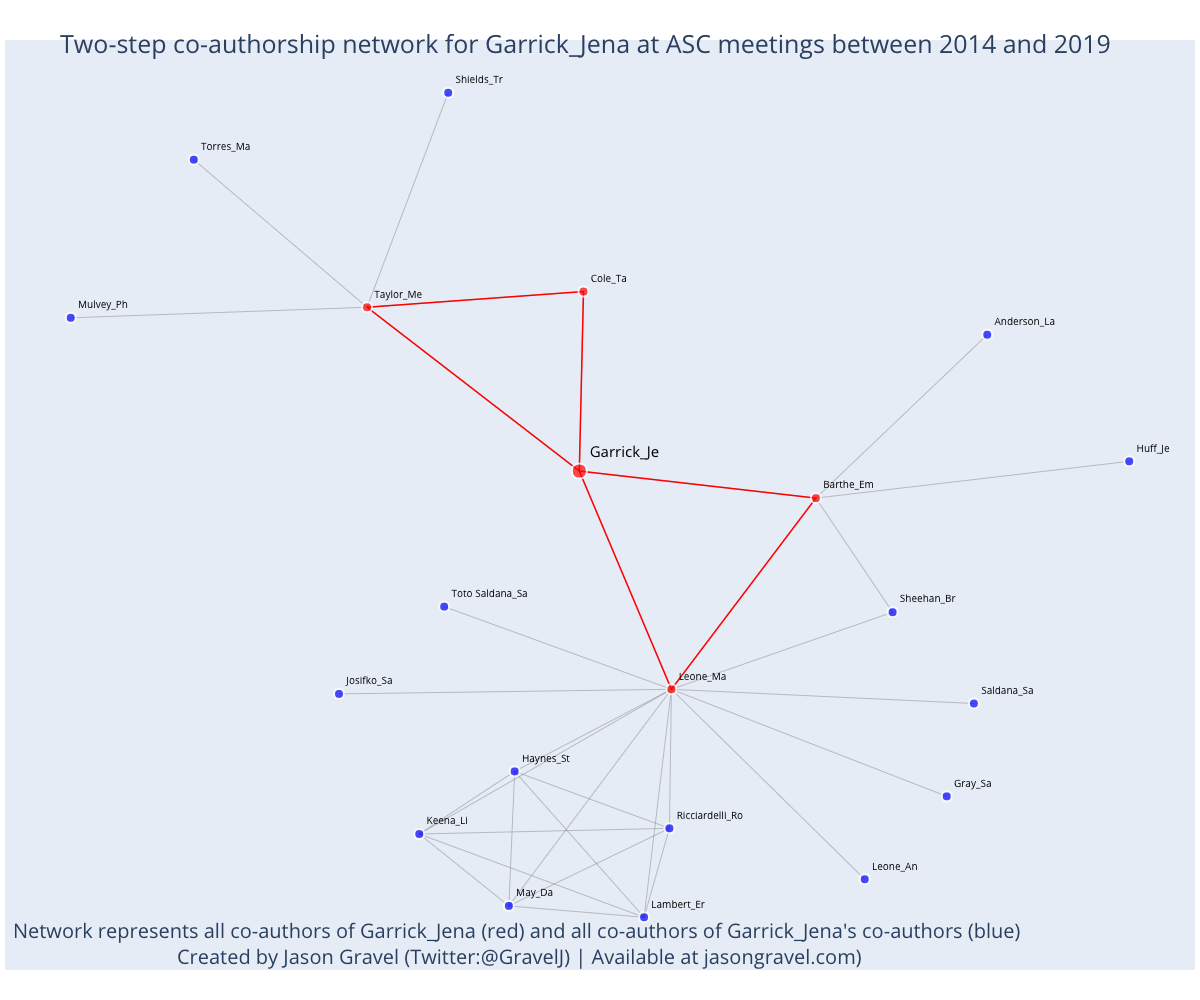 Two-step co-authorship network for Garrick_Jena at ASC meetings between 2014 and 2019
Shields_Tr
Torres_Ma
Cole_Ta
Taylor_Me
Mulvey_Ph
Anderson_La
Huff_Je
Garrick_Je
Barthe_Em
Toto Saldana_Sa
Sheehan_Br
Leone_Ma
Josifko_Sa
Saldana_Sa
Haynes_St
Gray_Sa
Ricciardelli_Ro
Keena_Li
Leone_An
May_Da
Lambert_Er
Network represents all co-authors of Garrick_Jena (red) and all co-authors of Garrick_Jena's co-authors (blue)
Created by Jason Gravel (Twitter:@GravelJ) | Available at jasongravel.com)